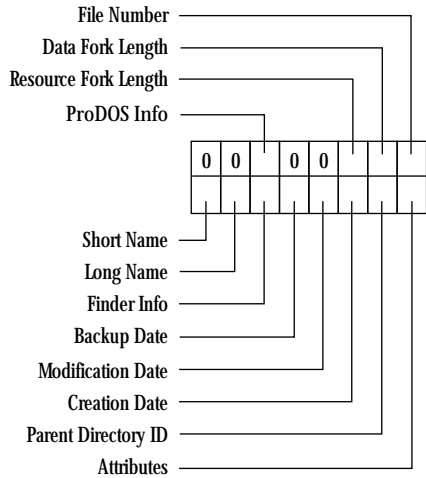 File Number
Data Fork Length
Resource Fork Length
ProDOS Info
0 0 0 0
Short Name
Long Name
Finder Info
Backup Date
Modification Date
Creation Date
Parent Directory ID
Attributes